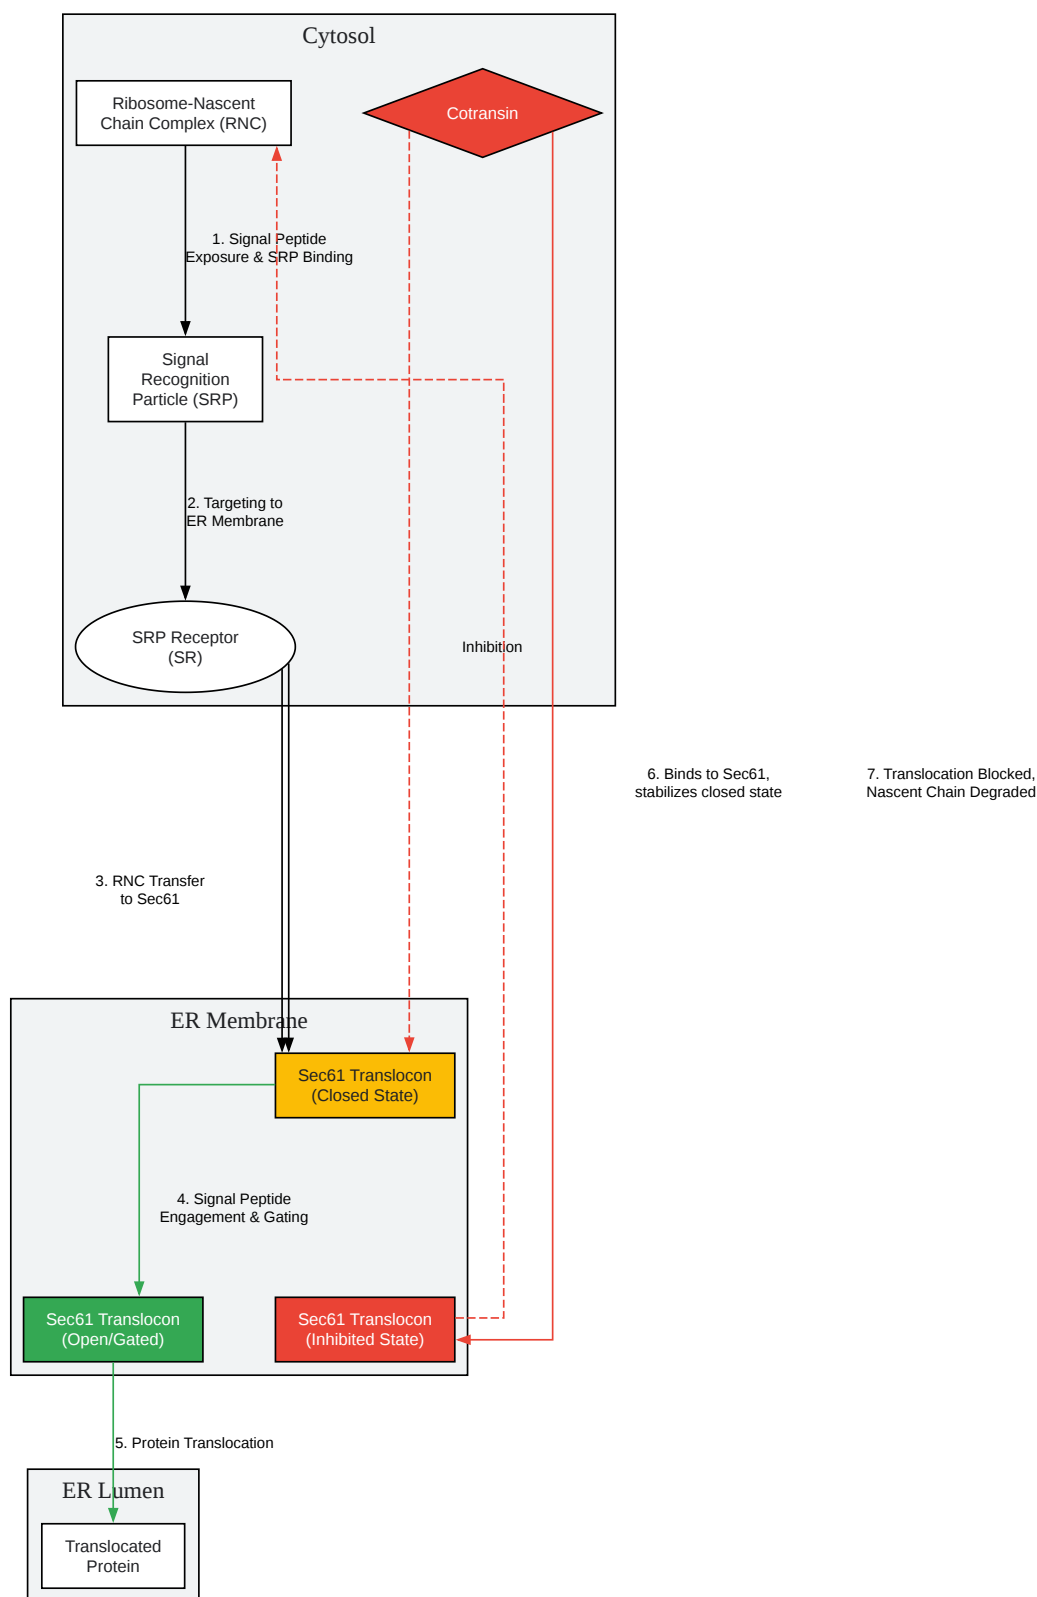 Cytosol
Ribosome-Nascent
Chain Complex (RNC)
Cotransin
1. Signal Peptide
Exposure & SRP Binding
Signal
Recognition
Particle (SRP)
2. Targeting to
ER Membrane
SRP Receptor
(SR)
Inhibition
6. Binds to Sec61,
stabilizes closed state
7. Translocation Blocked,
Nascent Chain Degraded
3. RNC Transfer
to Sec61
ER Membrane
Sec61 Translocon
(Closed State)
4. Signal Peptide
Engagement & Gating
Sec61 Translocon
(Open/Gated)
Sec61 Translocon
(Inhibited State)
5. Protein Translocation
ER Lumen
Translocated
Protein